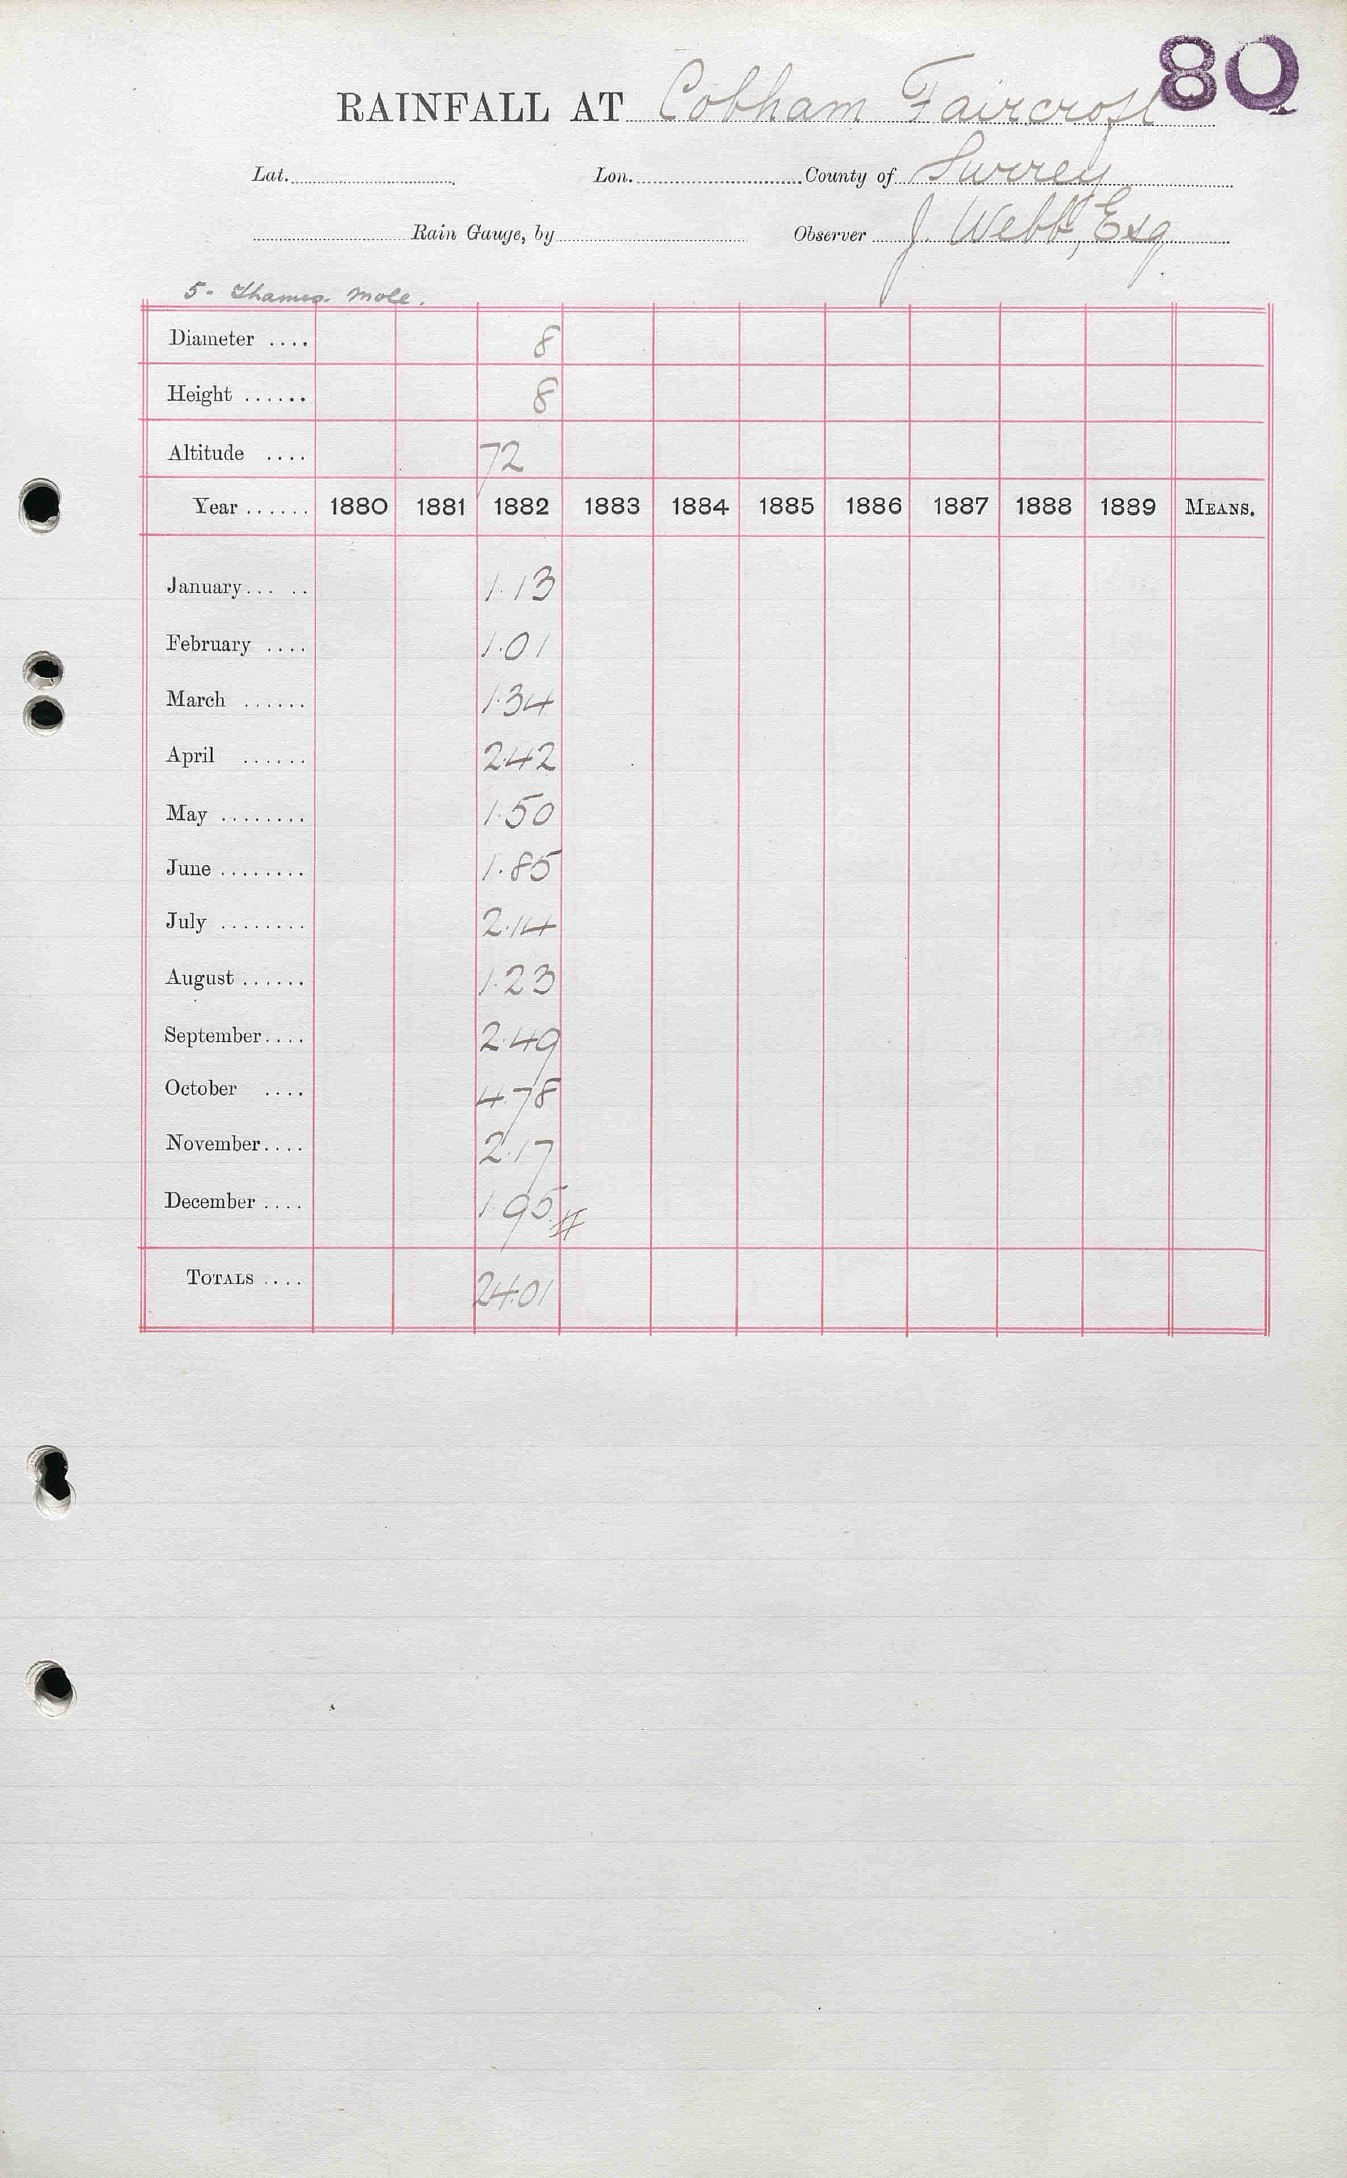 80
RAINFALL AT Cobham Faircroft
Lat. Lon. County of Surrey
Rain Gauge, by Observer J. Webb, Esq.
5- Thames. Mole.
Diameter .... 8
Height ...... 8
Altitude .... 72
Year ...... 1880 1881 1882 1883 1884 1885 1886 1887 1888 1889 MEANS.
January ... .. 1.13
February .... 1.01
March ...... 1.34
April ...... 2.42
May ........ 1.50
June ........ 1.85
July ........ 2.14
August ...... 1.23
September .... 2.49
October .... 4.78
November .... 2.17
December .... 1.95 #
TOTALS .... 24.01